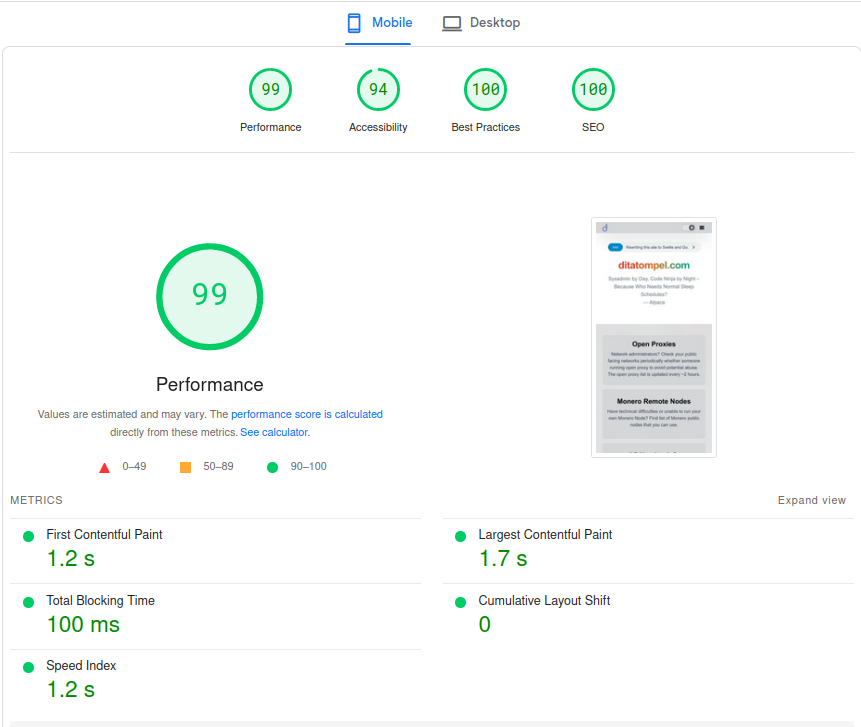 Mobile
Desktop
99
94
100
100
Performance
Accessibility
Best Practices
SEO
99
Performance
Values are estimated and may vary. The performance score is calculated
directly from these metrics. See calculator.
0–49
50–89
90–100
d
Rewriting this site to Svelte and Go
ditatompel.com
Sysadmin by Day, Code Ninja by Night –
Because Who Needs Normal Sleep
Schedules?
— Alpaca
Open Proxies
Network administrators? Check your public
facing networks periodically whether someone
running open proxy to avoid potential abuse.
The open proxy list is updated every ~2 hours.
Monero Remote Nodes
Have technical difficulties or unable to run your
own Monero Node? Find list of Monero public
nodes that you can use.
METRICS
Expand view
First Contentful Paint
1.2 s
Largest Contentful Paint
1.7 s
Total Blocking Time
100 ms
Cumulative Layout Shift
0
Speed Index
1.2 s